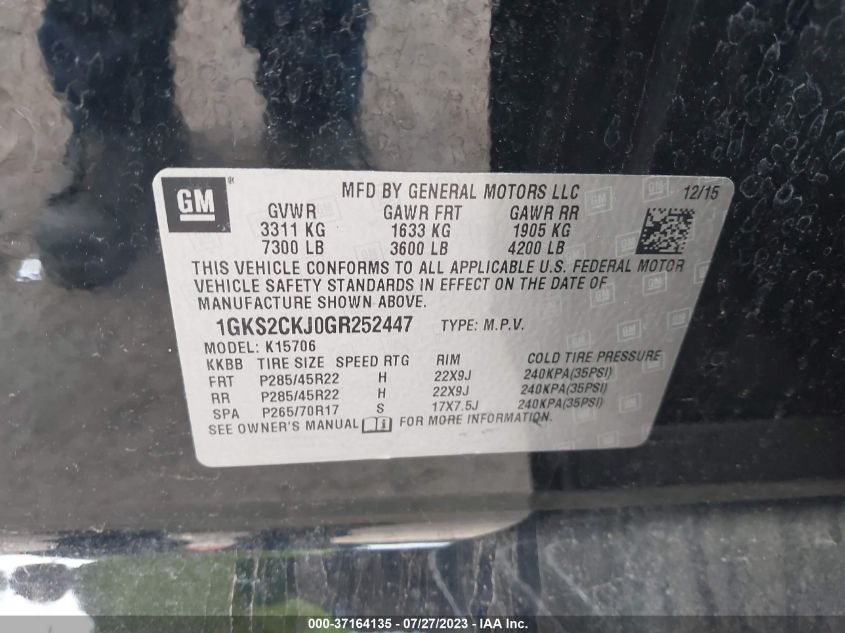 GM® MFD BY GENERAL MOTORS LLC 12/15
GVWR GAWR FRT GAWR RR
3311 KG 1633 KG 1905 KG
7300 LB 3600 LB 4200 LB
THIS VEHICLE CONFORMS TO ALL APPLICABLE U.S. FEDERAL MOTOR
VEHICLE SAFETY STANDARDS IN EFFECT ON THE DATE OF
MANUFACTURE SHOWN ABOVE.
1GKS2CKJ0GR252447 TYPE: M.P.V.
MODEL: K15706
KKBB TIRE SIZE SPEED RTG RIM COLD TIRE PRESSURE
FRT P285/45R22 H 22X9J 240KPA(35PSI)
RR P285/45R22 H 22X9J 240KPA(35PSI)
SPA P265/70R17 S 17X7.5J 240KPA(35PSI)
SEE OWNER'S MANUAL i FOR MORE INFORMATION.
000-37164135 - 07/27/2023 - IAA Inc.